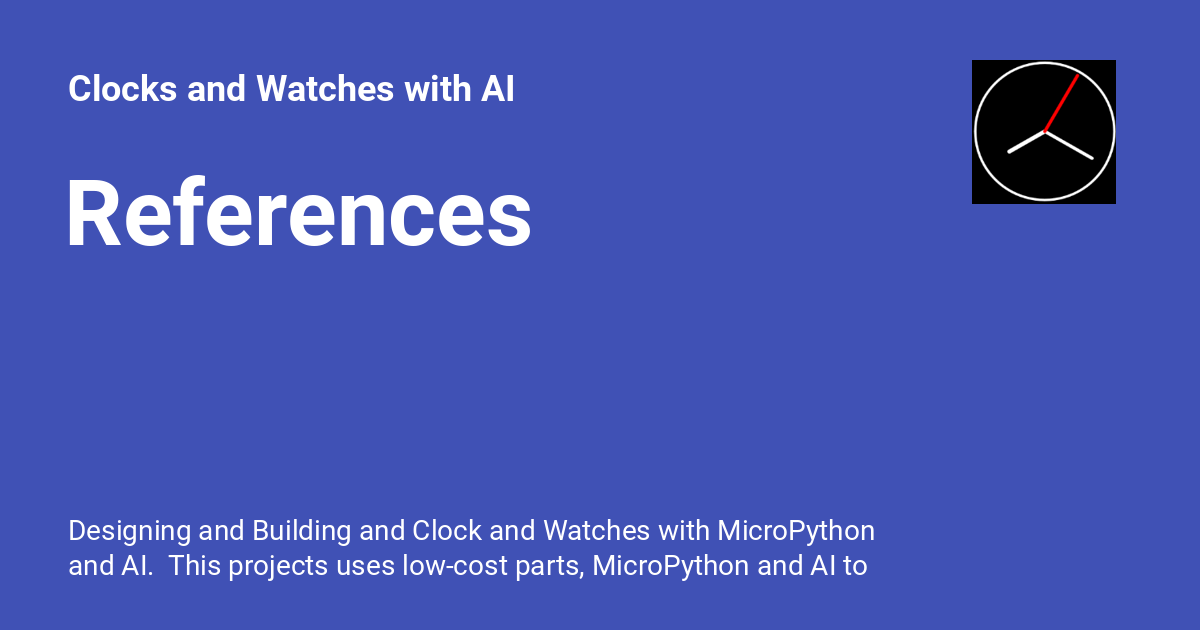 Clocks and Watches with AI
References
Designing and Building and Clock and Watches with MicroPython
and AI.  This projects uses low-cost parts, MicroPython and AI to